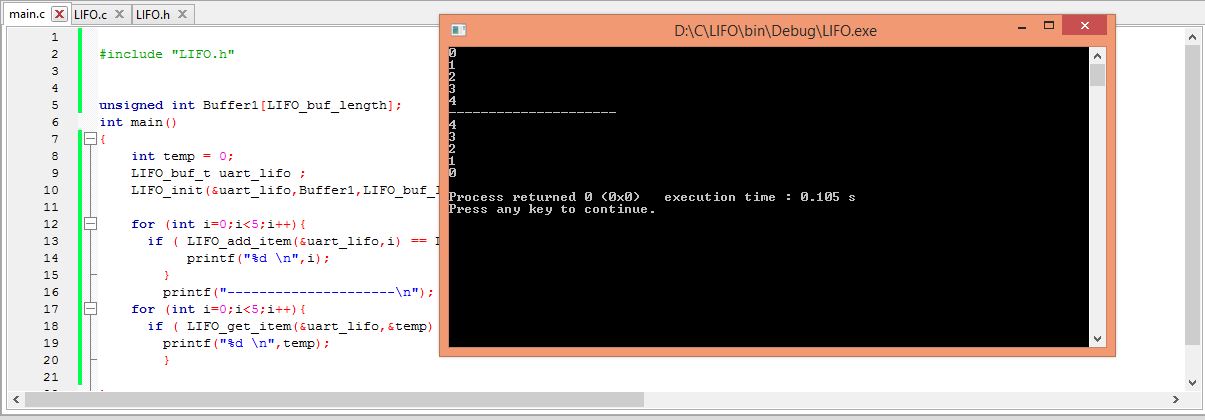 main.c LIFO.c LIFO.h
D:\C\LIFO\bin\Debug\LIFO.exe
1
2 #include "LIFO.h"
3
4
5 unsigned int Buffer1[LIFO_buf_length];
6 int main()
7 {
8 int temp = 0;
9 LIFO_buf_t uart_lifo ;
10 LIFO_init(&uart_lifo,Buffer1,LIFO_buf_l
11
12 for (int i=0;i<5;i++){
13 if ( LIFO_add_item(&uart_lifo,i) ==
14 printf("%d \n",i);
15 }
16 printf("---------------------\n");
17 for (int i=0;i<5;i++){
18 if ( LIFO_get_item(&uart_lifo,&temp)
19 printf("%d \n",temp);
20 }
21
0
1
2
3
4
---------------------
4
3
2
1
0
Process returned 0 (0x0) execution time : 0.105 s
Press any key to continue.